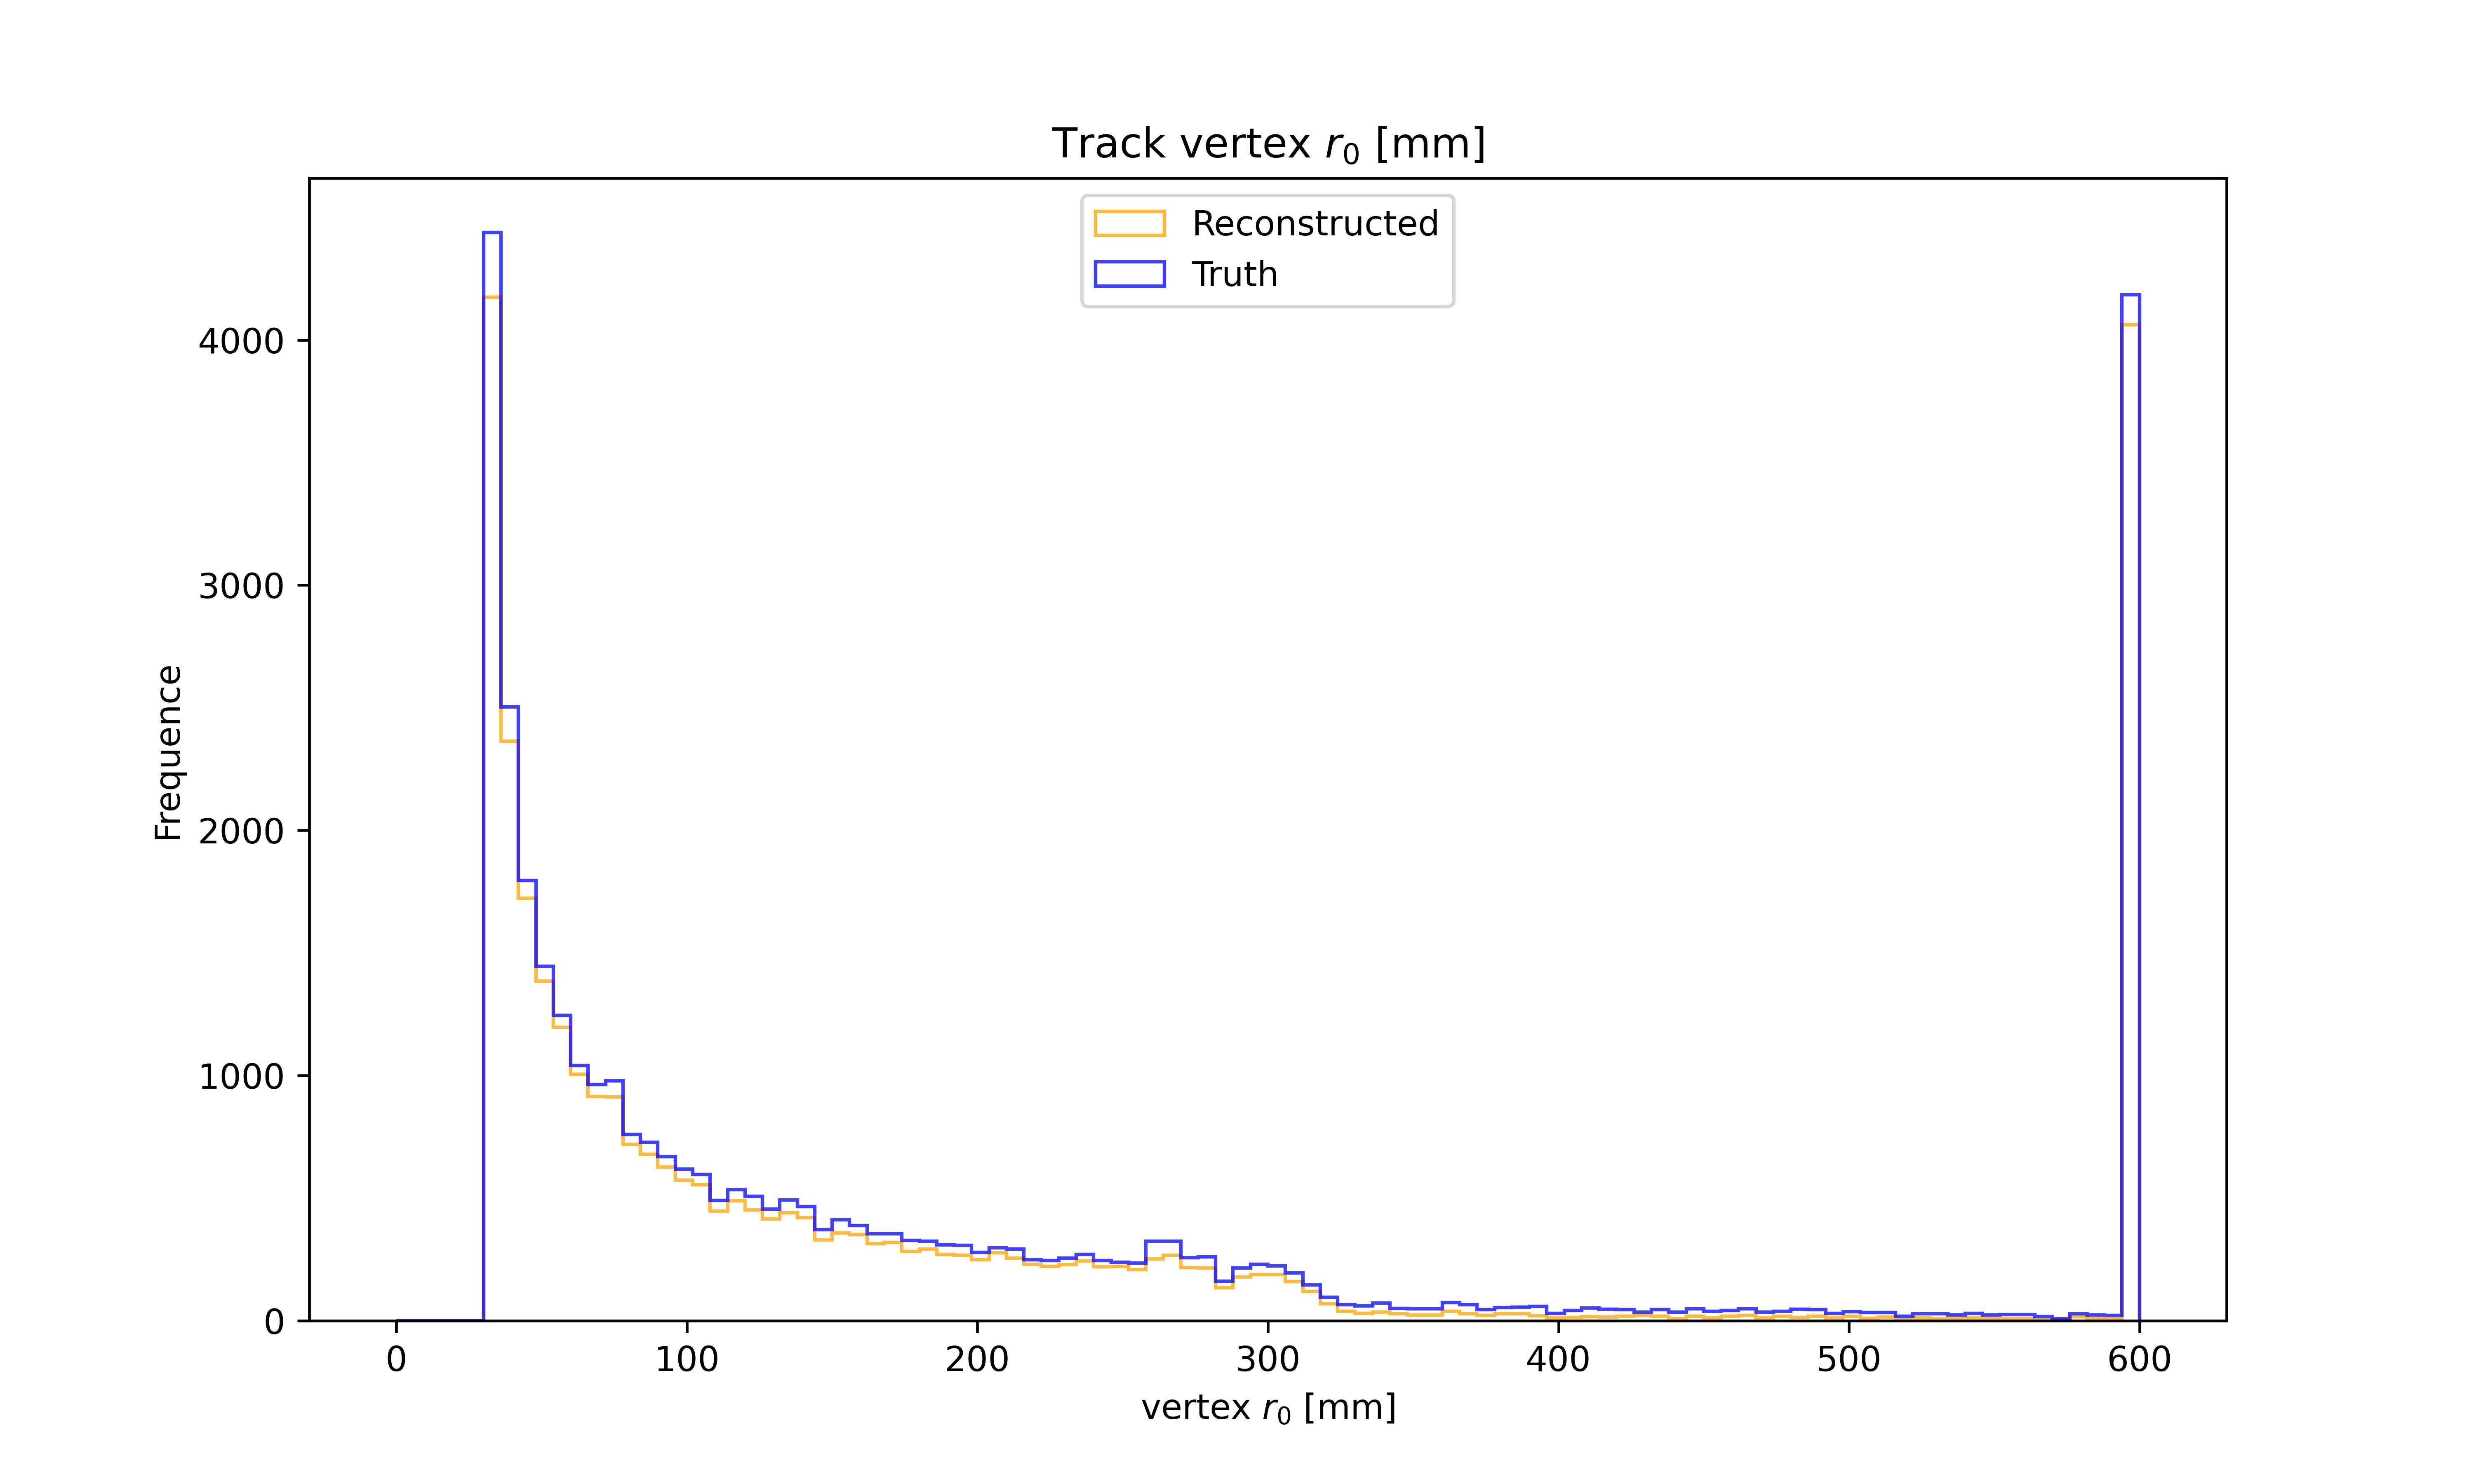 Track vertex r₀ [mm]
Reconstructed
Truth
4000
3000
2000
1000
0
Frequence
0 100 200 300 400 500 600
vertex r₀ [mm]